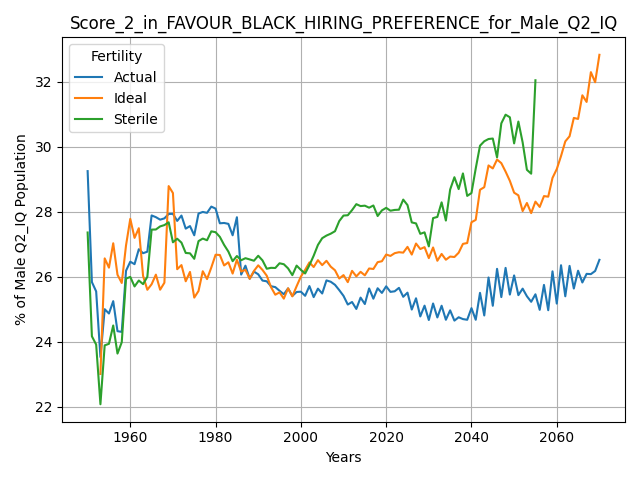 Score_2_in_FAVOUR_BLACK_HIRING_PREFERENCE_for_Male_Q2_IQ
Fertility
Actual
Ideal
Sterile
% of Male Q2_IQ Population
32
30
28
26
24
22
1960
1980
2000
2020
2040
2060
Years